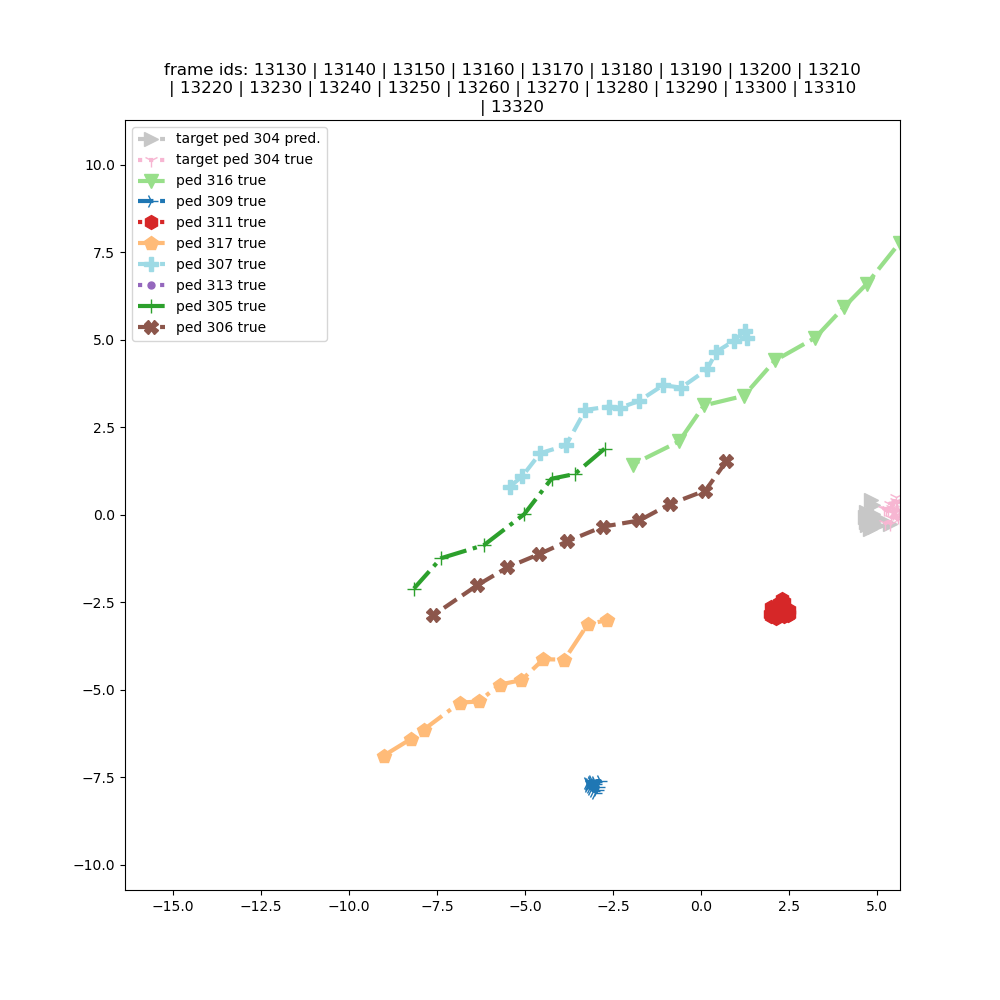 frame ids: 13130 | 13140 | 13150 | 13160 | 13170 | 13180 | 13190 | 13200 | 13210
| 13220 | 13230 | 13240 | 13250 | 13260 | 13270 | 13280 | 13290 | 13300 | 13310
| 13320
target ped 304 pred.
target ped 304 true
ped 316 true
ped 309 true
ped 311 true
ped 317 true
ped 307 true
ped 313 true
ped 305 true
ped 306 true
10.0
7.5
5.0
2.5
0.0
−2.5
−5.0
−7.5
−10.0
−15.0 −12.5 −10.0 −7.5 −5.0 −2.5 0.0 2.5 5.0